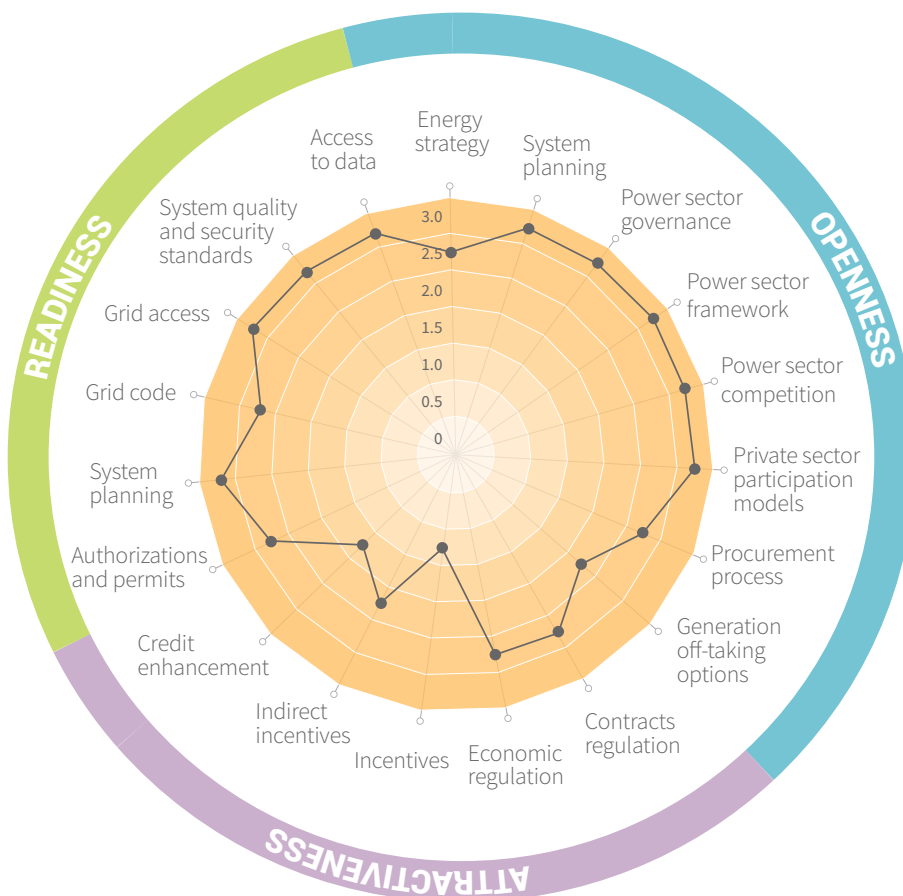 Energy
strategy
System
planning
Power sector
governance
Power sector
framework
Power sector
competition
Private sector
participation
models
Procurement
process
Generation
off-taking
options
Contracts
regulation
Economic
regulation
Incentives
Indirect
incentives
Credit
enhancement
Authorizations
and permits
System
planning
Grid code
Grid access
System quality
and security
standards
Access
to data
3.0
2.5
2.0
1.5
1.0
0.5
0
OPENNESS
ATTRACTIVENESS
READINESS